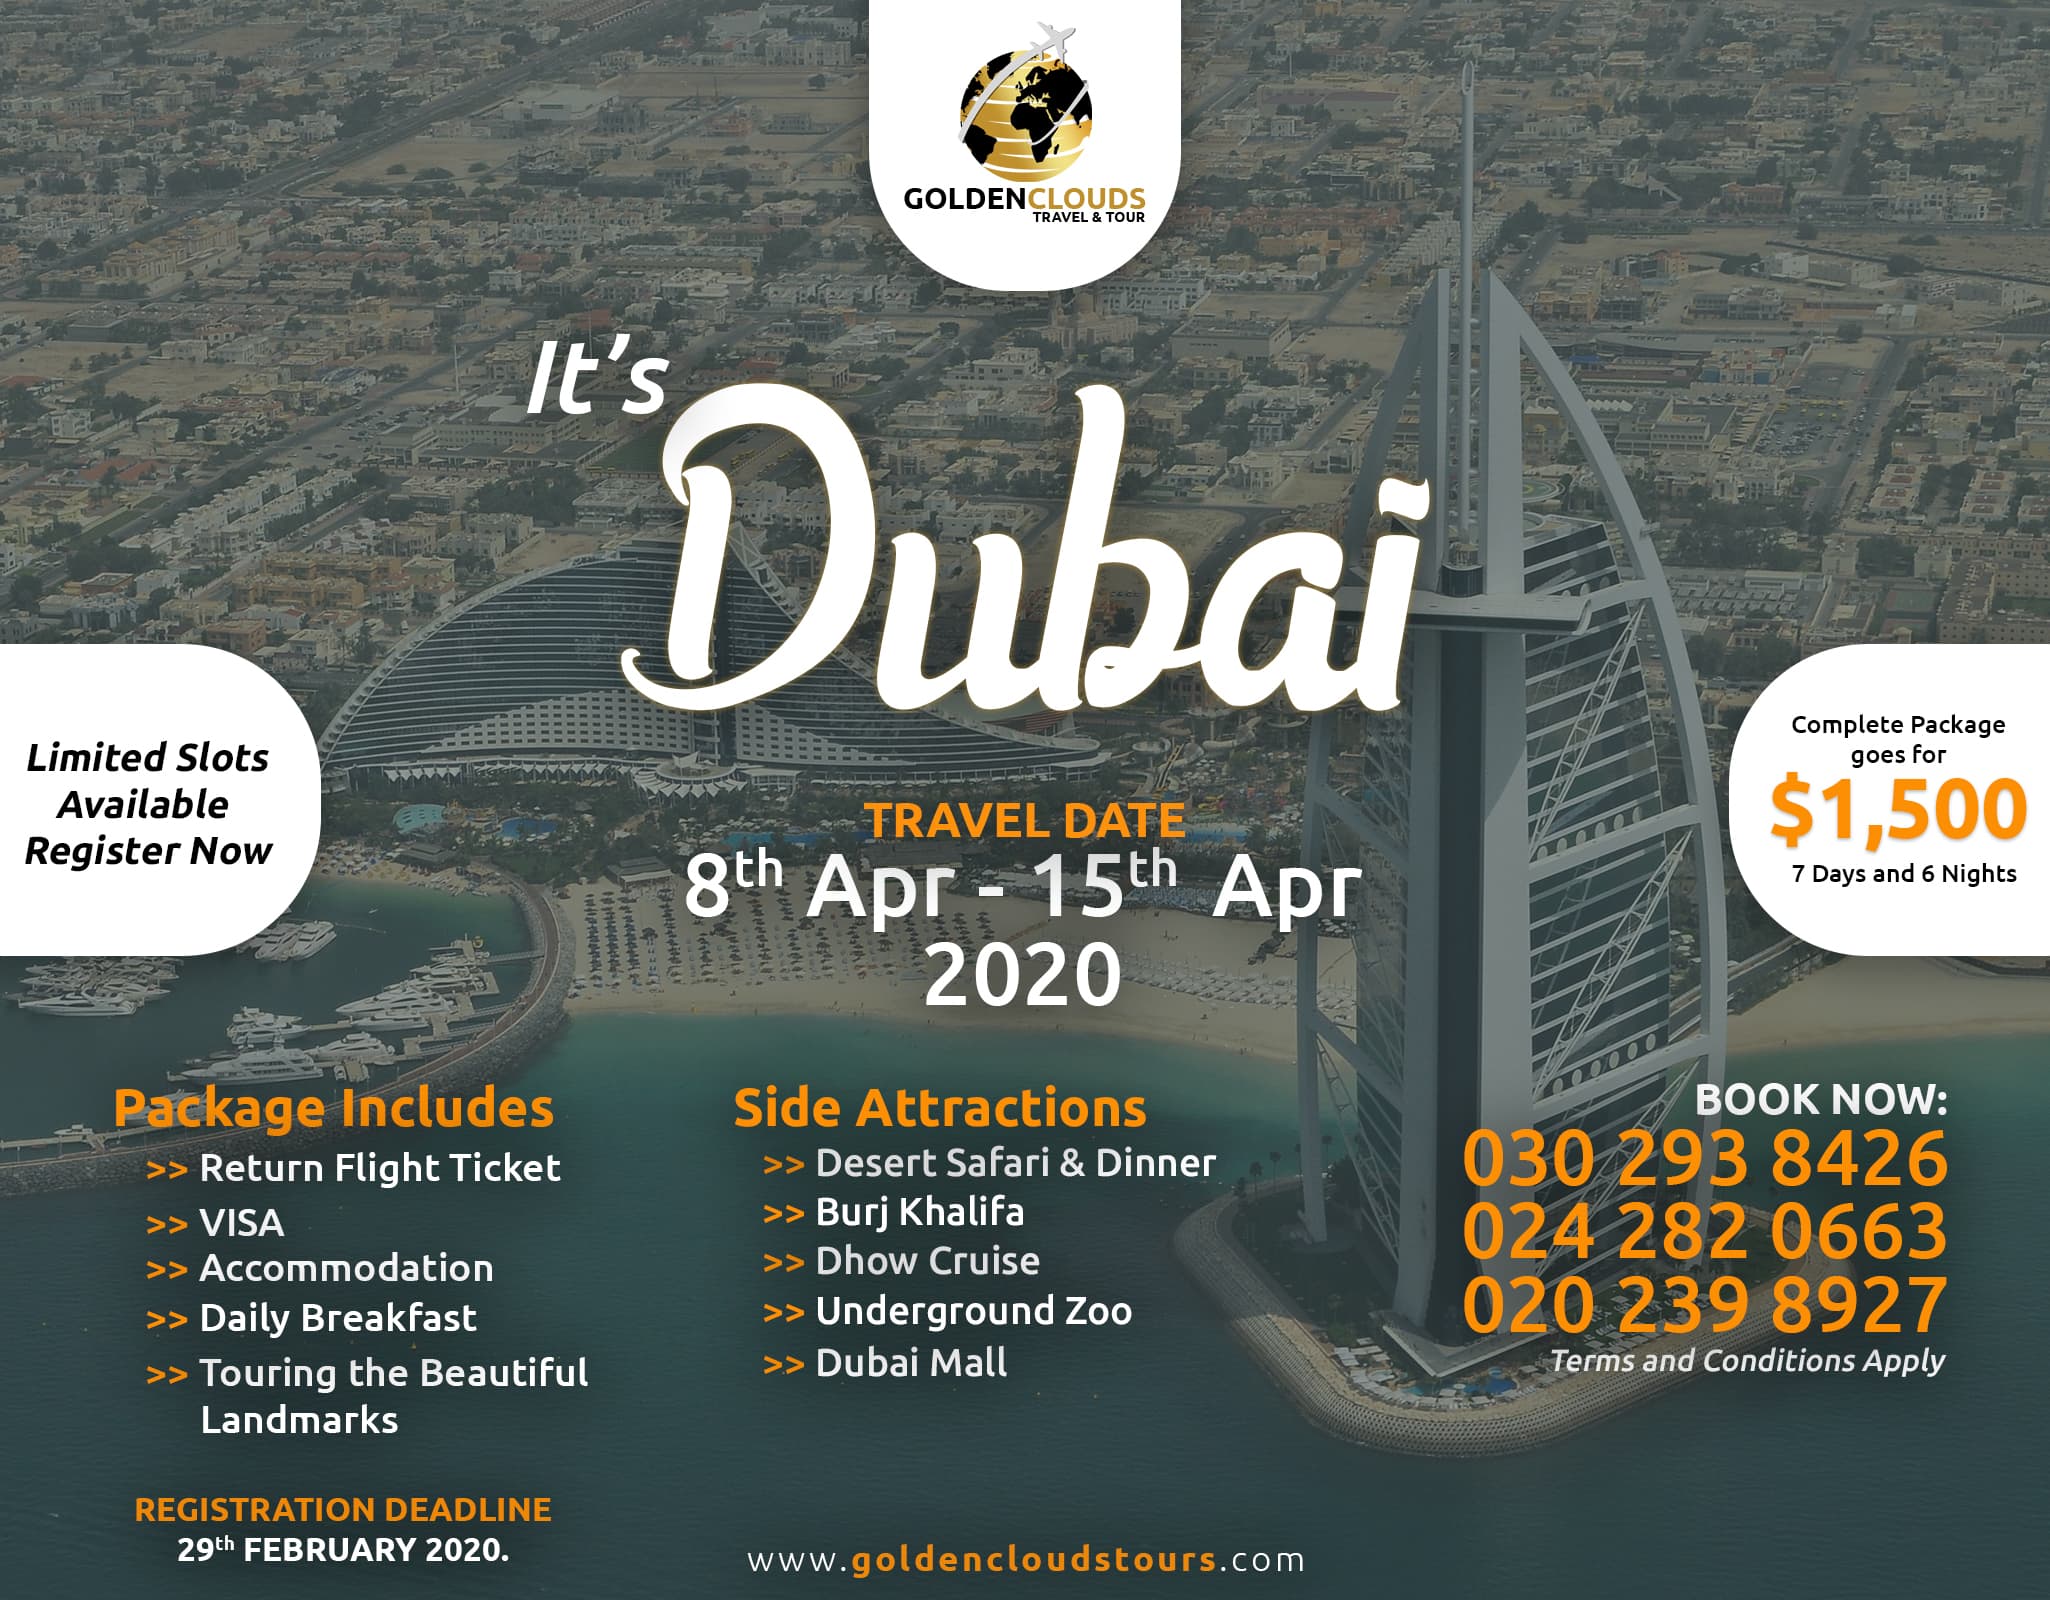 GOLDENCLOUDS
TRAVEL & TOUR
It's
Dubai
Limited Slots
Available
Register Now
Complete Package
goes for
$1,500
7 Days and 6 Nights
TRAVEL DATE
8th Apr - 15th Apr
2020
Package Includes
>> Return Flight Ticket
>> VISA
>> Accommodation
>> Daily Breakfast
>> Touring the Beautiful
Landmarks
Side Attractions
>> Desert Safari & Dinner
>> Burj Khalifa
>> Dhow Cruise
>> Underground Zoo
>> Dubai Mall
BOOK NOW:
030 293 8426
024 282 0663
020 239 8927
Terms and Conditions Apply
REGISTRATION DEADLINE
29th FEBRUARY 2020.
www.goldencloudstours.com